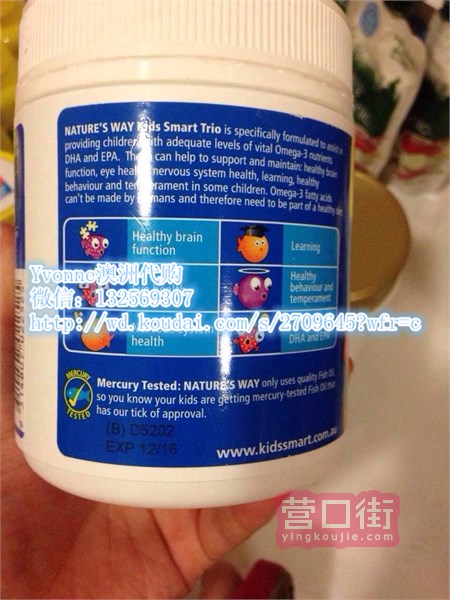 NATURE'S WAY Kids Smart Trio is specifically formulated to assist in
providing children with adequate levels of vital Omega-3 nutrients
DHA and EPA. These can help to support and maintain: healthy brain
function, eye health, nervous system health, learning, healthy
behaviour and temperament in some children. Omega-3 fatty acids
can't be made by humans and therefore need to be part of a healthy
Healthy brain
function
Learning
Healthy
behaviour and
temperament
health
DHA and EPA
Yvonne澳洲代购
微信：132569307
http://wd.koudai.com/s/2709645?wfr=c
MERCURY
TESTED
Mercury Tested: NATURE'S WAY only uses quality Fish Oil,
so you know your kids are getting mercury-tested Fish Oil that
has our tick of approval.
(B) D5202
EXP 12/16
www.kidssmart.com.au
营口街
yingkoujie.com